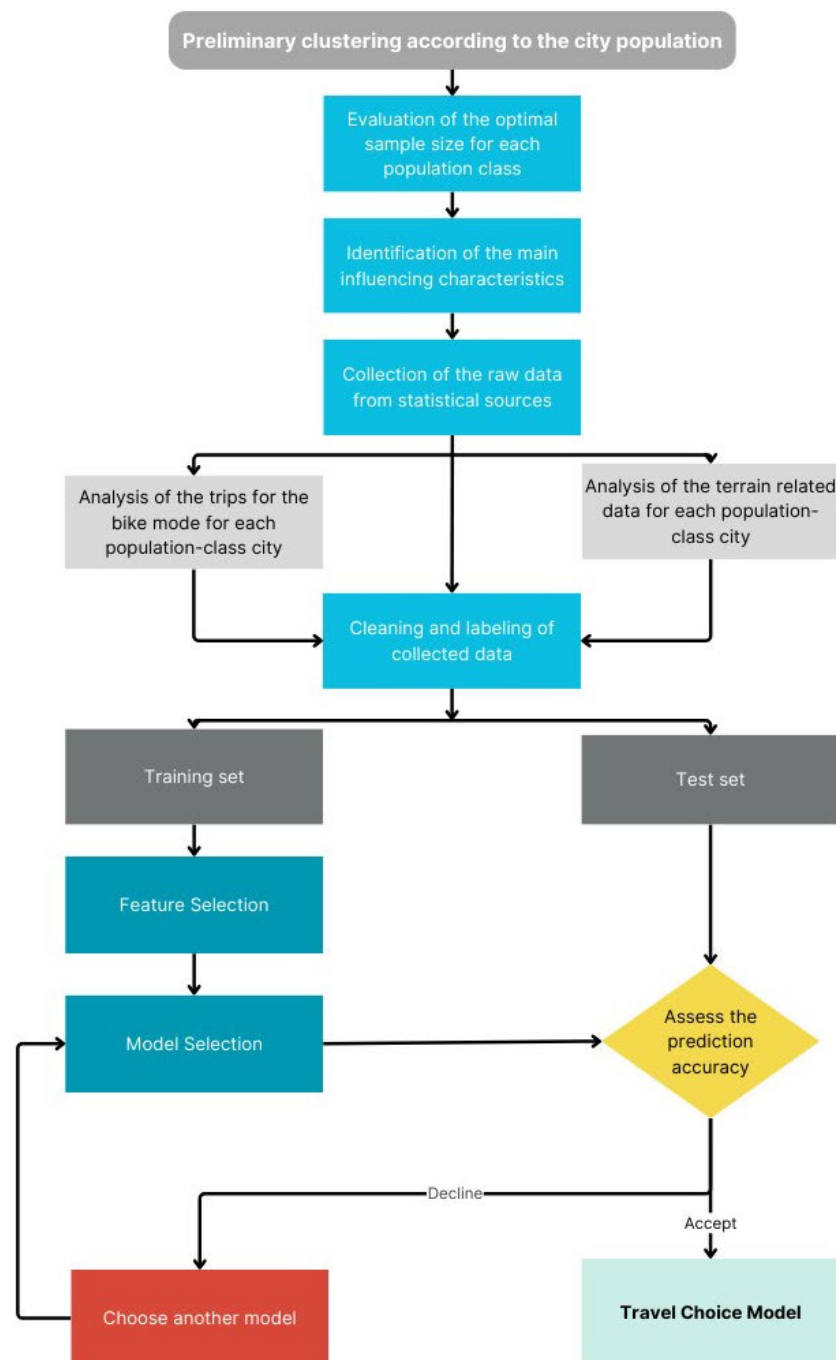 Preliminary clustering according to the city population
Evaluation of the optimal
sample size for each
population class
Identification of the main
influencing characteristics
Collection of the raw data
from statistical sources
Analysis of the trips for the
bike mode for each
population-class city
Analysis of the terrain related
data for each population-
class city
Cleaning and labeling of
collected data
Training set
Test set
Feature Selection
Model Selection
Assess the
prediction
accuracy
Decline
Accept
Choose another model
Travel Choice Model